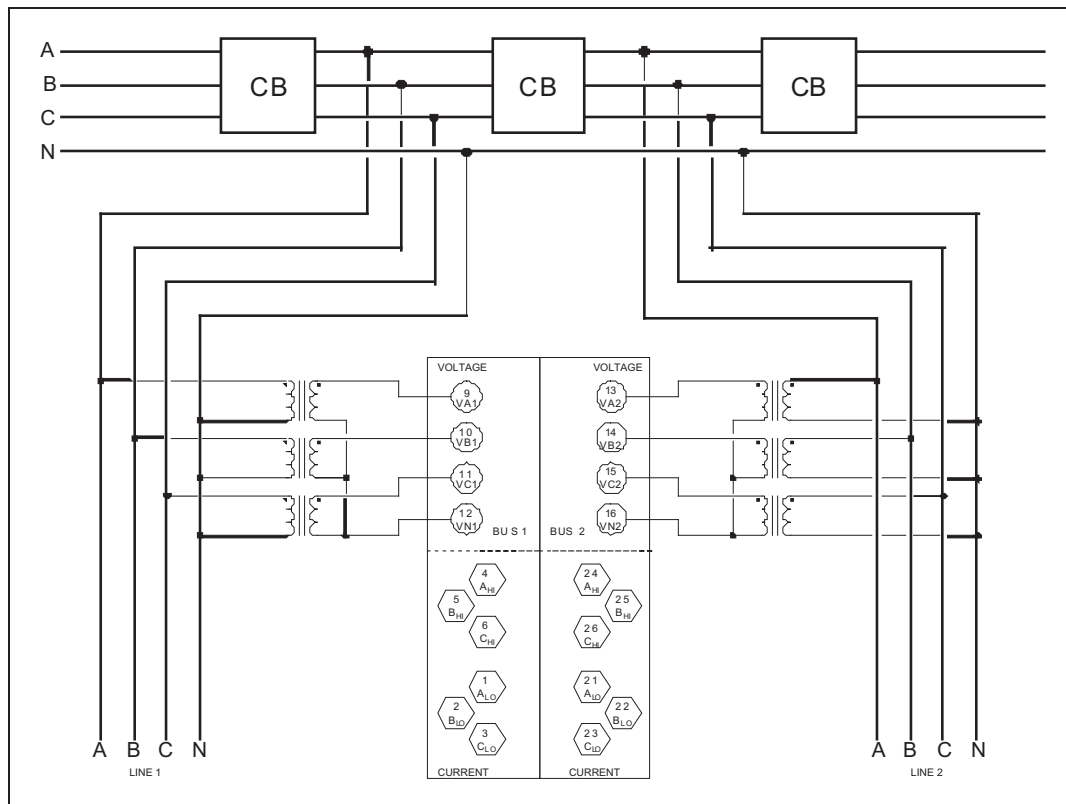 A
B
C
N
CB
CB
CB
VOLTAGE
VOLTAGE
9
VA1
10
VB1
11
VC1
12
VN1
BUS 1
13
VA2
14
VB2
15
VC2
16
VN2
BUS 2
4
AHI
5
BHI
6
CHI
1
ALO
2
BLO
3
CLO
24
AHI
25
BHI
26
CHI
21
ALO
22
BLO
23
CLO
CURRENT
CURRENT
A B C N
LINE 1
A B C N
LINE 2